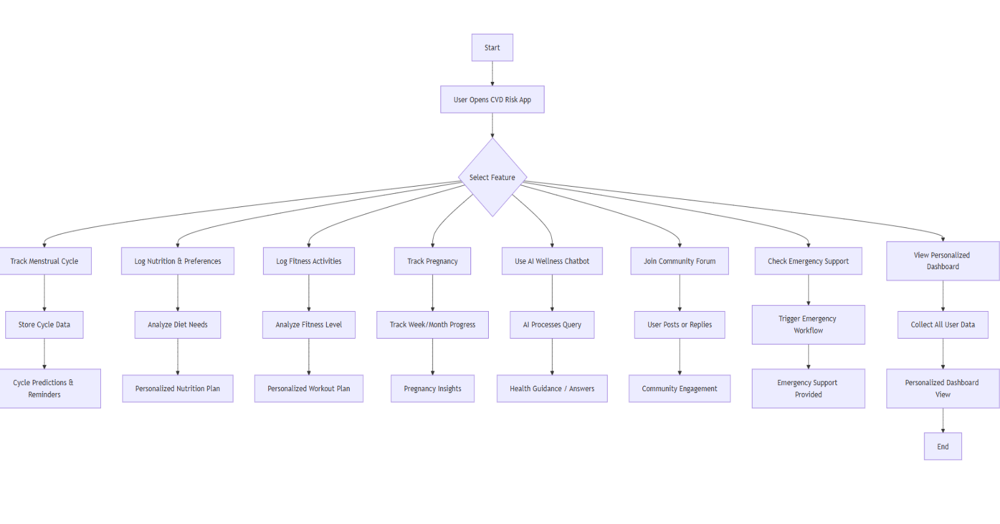 Start
User Opens CVD Risk App
Select Feature
Track Menstrual Cycle
Log Nutrition & Preferences
Log Fitness Activities
Track Pregnancy
Use AI Wellness Chatbot
Join Community Forum
Check Emergency Support
View Personalized
Dashboard
Store Cycle Data
Analyze Diet Needs
Analyze Fitness Level
Track Week/Month Progress
AI Processes Query
User Posts or Replies
Trigger Emergency
Workflow
Collect All User Data
Cycle Predictions &
Reminders
Personalized Nutrition Plan
Personalized Workout Plan
Pregnancy Insights
Health Guidance / Answers
Community Engagement
Emergency Support
Provided
Personalized Dashboard
View
End